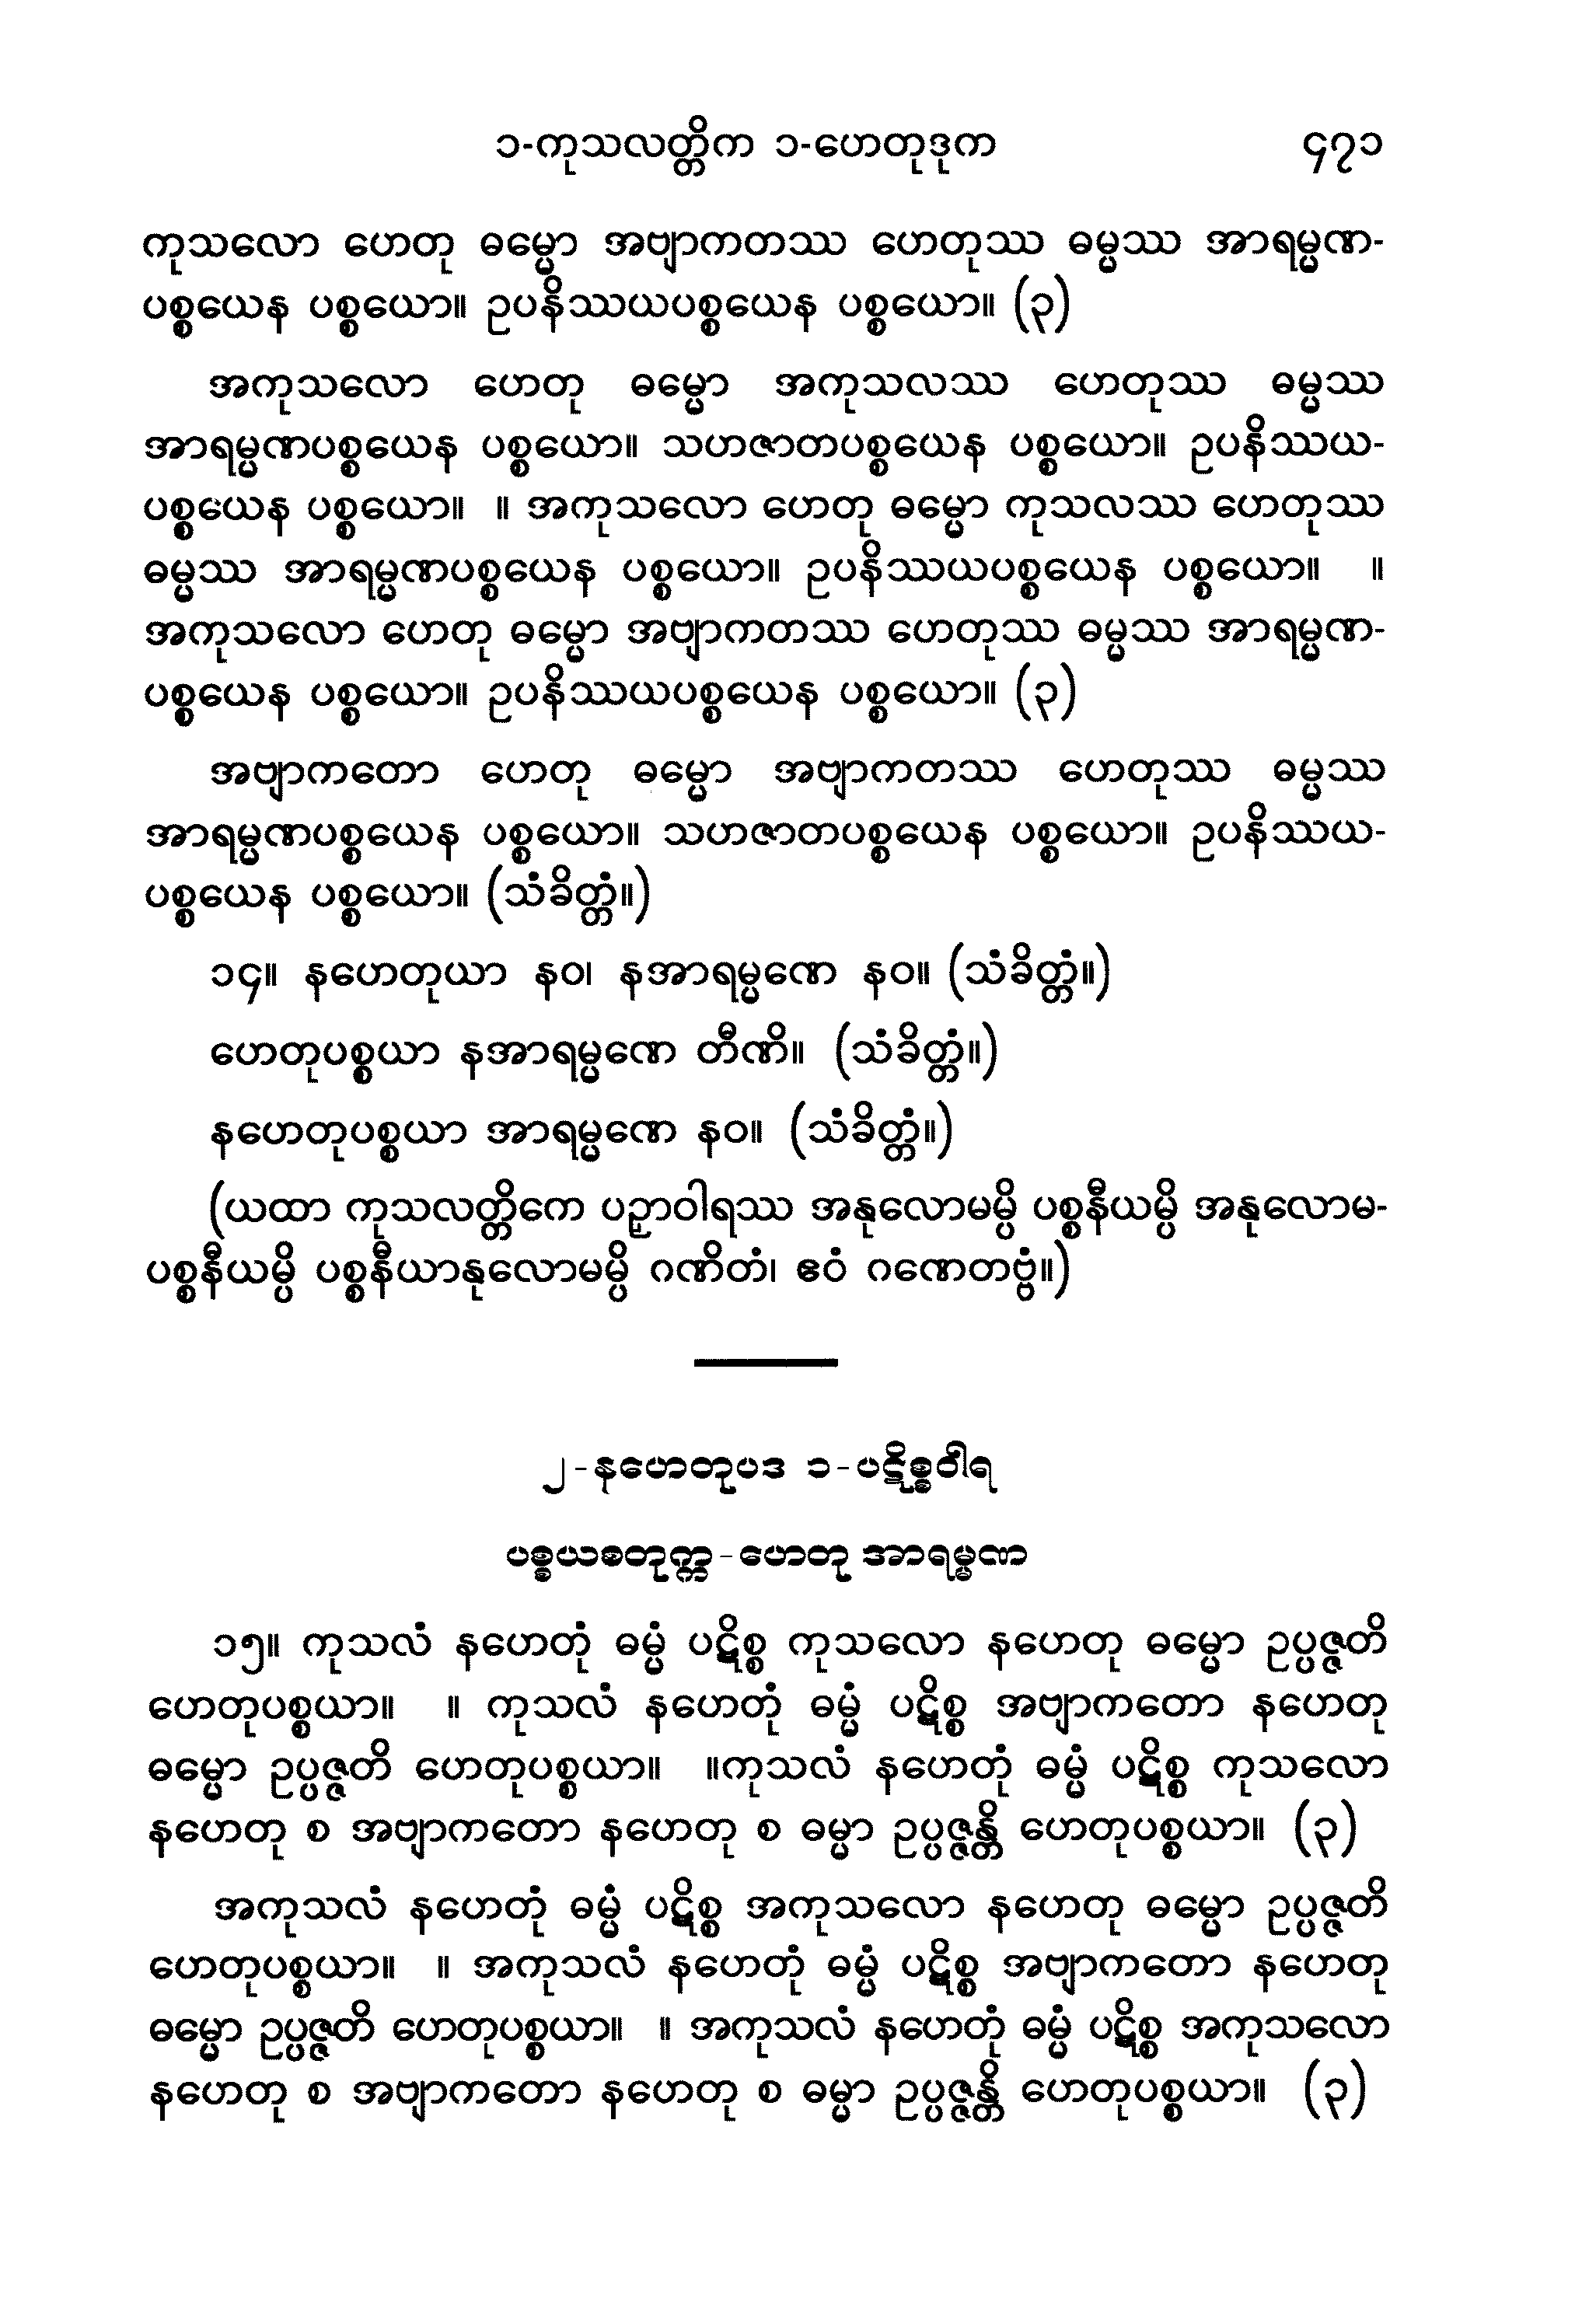 ၁-ကုသလတ္တိက ၁-ဟေတုဒုက ၄၇၁
ကုသလော ဟေတု ဓမ္မော အဗျာကတဿ ဟေတုဿ ဓမ္မဿ အာရမ္မဏ-
ပစ္စယေန ပစ္စယော။ ဥပနိဿယပစ္စယေန ပစ္စယော။ (၃)
အကုသလော ဟေတု ဓမ္မော အကုသလဿ ဟေတုဿ ဓမ္မဿ
အာရမ္မဏပစ္စယေန ပစ္စယော။ သဟဇာတပစ္စယေန ပစ္စယော။ ဥပနိဿယ-
ပစ္စယေန ပစ္စယော။ ။ အကုသလော ဟေတု ဓမ္မော ကုသလဿ ဟေတုဿ
ဓမ္မဿ အာရမ္မဏပစ္စယေန ပစ္စယော။ ဥပနိဿယပစ္စယေန ပစ္စယော။ ။
အကုသလော ဟေတု ဓမ္မော အဗျာကတဿ ဟေတုဿ ဓမ္မဿ အာရမ္မဏ-
ပစ္စယေန ပစ္စယော။ ဥပနိဿယပစ္စယေန ပစ္စယော။ (၃)
အဗျာကတော ဟေတု ဓမ္မော အဗျာကတဿ ဟေတုဿ ဓမ္မဿ
အာရမ္မဏပစ္စယေန ပစ္စယော။ သဟဇာတပစ္စယေန ပစ္စယော။ ဥပနိဿယ-
ပစ္စယေန ပစ္စယော။ (သံခိတ္တံ။)
၁၄။ နဟေတုယာ နဝ၊ နအာရမ္မဏေ နဝ။ (သံခိတ္တံ။)
ဟေတုပစ္စယာ နအာရမ္မဏေ တီဏိ။ (သံခိတ္တံ။)
နဟေတုပစ္စယာ အာရမ္မဏေ နဝ။ (သံခိတ္တံ။)
(ယထာ ကုသလတ္တိကေ ပဉှာဝါရဿ အနုလောမမ္ပိ ပစ္စနီယမ္ပိ အနုလောမ-
ပစ္စနီယမ္ပိ ပစ္စနီယာနုလောမမ္ပိ ဂဏိတံ၊ ဧဝံ ဂဏေတဗ္ဗံ။)
၂-နဟေတုပဒ ၁-ပဋိစ္စဝါရ
ပစ္စယစတုက္က-ဟေတု အာရမ္မဏ
၁၅။ ကုသလံ နဟေတုံ ဓမ္မံ ပဋိစ္စ ကုသလော နဟေတု ဓမ္မော ဥပ္ပဇ္ဇတိ
ဟေတုပစ္စယာ။ ။ ကုသလံ နဟေတုံ ဓမ္မံ ပဋိစ္စ အဗျာကတော နဟေတု
ဓမ္မော ဥပ္ပဇ္ဇတိ ဟေတုပစ္စယာ။ ။ကုသလံ နဟေတုံ ဓမ္မံ ပဋိစ္စ ကုသလော
နဟေတု စ အဗျာကတော နဟေတု စ ဓမ္မာ ဥပ္ပဇ္ဇန္တိ ဟေတုပစ္စယာ။ (၃)
အကုသလံ နဟေတုံ ဓမ္မံ ပဋိစ္စ အကုသလော နဟေတု ဓမ္မော ဥပ္ပဇ္ဇတိ
ဟေတုပစ္စယာ။ ။ အကုသလံ နဟေတုံ ဓမ္မံ ပဋိစ္စ အဗျာကတော နဟေတု
ဓမ္မော ဥပ္ပဇ္ဇတိ ဟေတုပစ္စယာ။ ။ အကုသလံ နဟေတုံ ဓမ္မံ ပဋိစ္စ အကုသလော
နဟေတု စ အဗျာကတော နဟေတု စ ဓမ္မာ ဥပ္ပဇ္ဇန္တိ ဟေတုပစ္စယာ။ (၃)